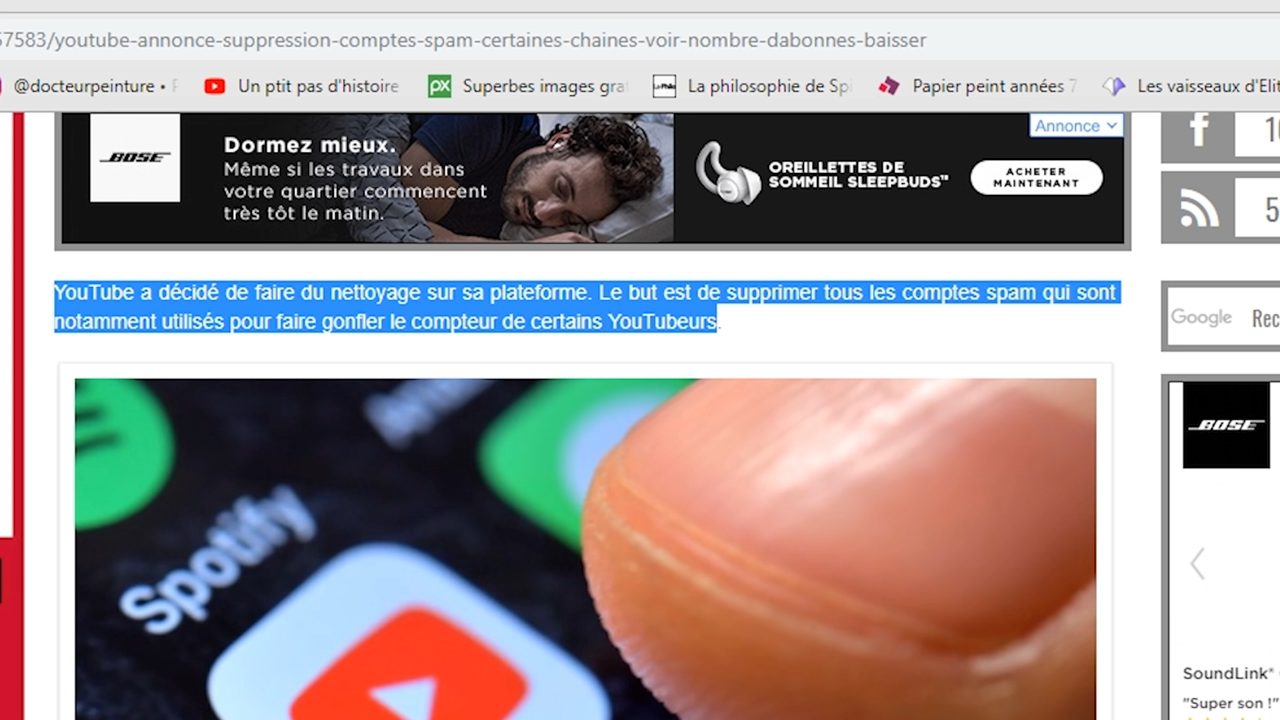 57583/youtube-annonce-suppression-comptes-spam-certaines-chaines-voir-nombre-dabonnes-baisser
@docteurpeinture •
Un ptit pas d'histoire
px
Superbes images gra
La philosophie de Sp
Papier peint années 7
Les vaisseaux d'Elit
BOSE
Dormez mieux.
Même si les travaux dans
votre quartier commencent
très tôt le matin.
OREILLETTES DE
SOMMEIL SLEEPBUDS™
ACHETER
MAINTENANT
Annonce
f
5
YouTube a décidé de faire du nettoyage sur sa plateforme. Le but est de supprimer tous les comptes spam qui sont
notamment utilisés pour faire gonfler le compteur de certains YouTubeurs.
Google Rec
Spotify
BOSE
SoundLink®
"Super son !"